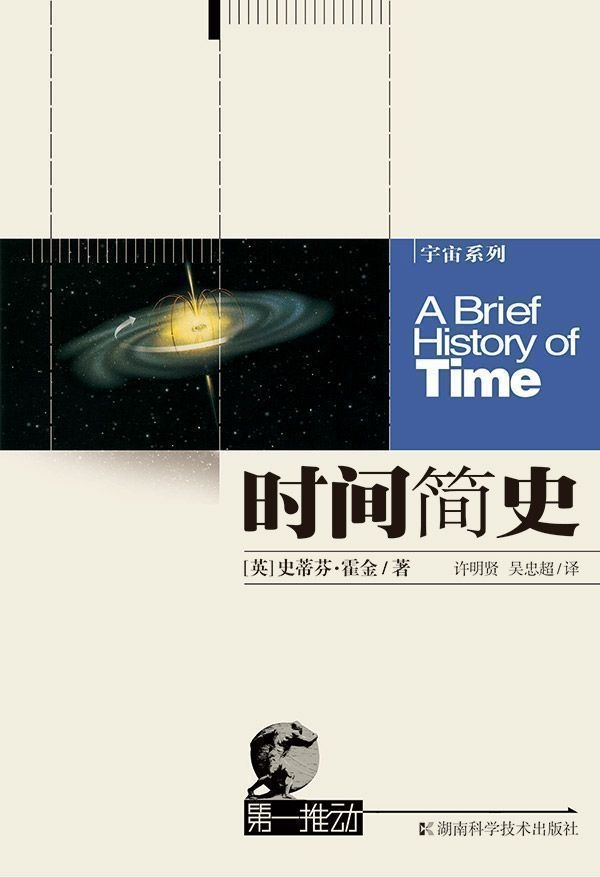 宇宙系列
A Brief
History of
Time
时间简史
[英]史蒂芬·霍金/著
许明贤 吴忠超/译
第一推动
湖南科学技术出版社